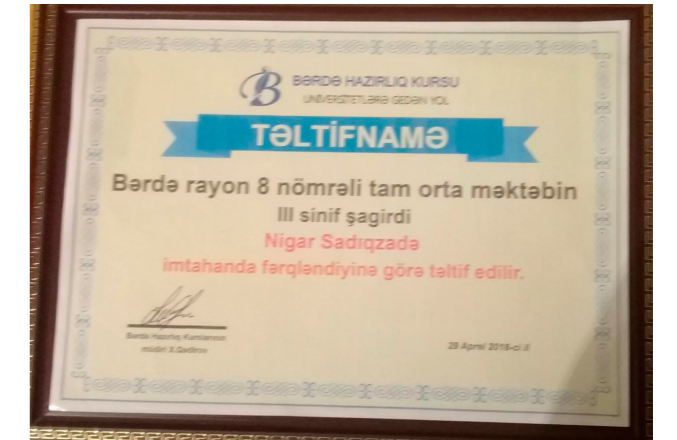 BƏRDƏ HAZIRLIQ KURSU
UNİVERSİTETLƏRƏ GEDƏN YOL
TƏLTİFNAMƏ
Bərdə rayon 8 nömrəli tam orta məktəbin
III sinif şagirdi
Nigar Sadıqzadə
imtahanda fərqləndiyinə görə təltif edilir.
Bərdə Hazırlıq Kurslarının
müdiri X.Qədirov
29 Aprel 2018-ci il